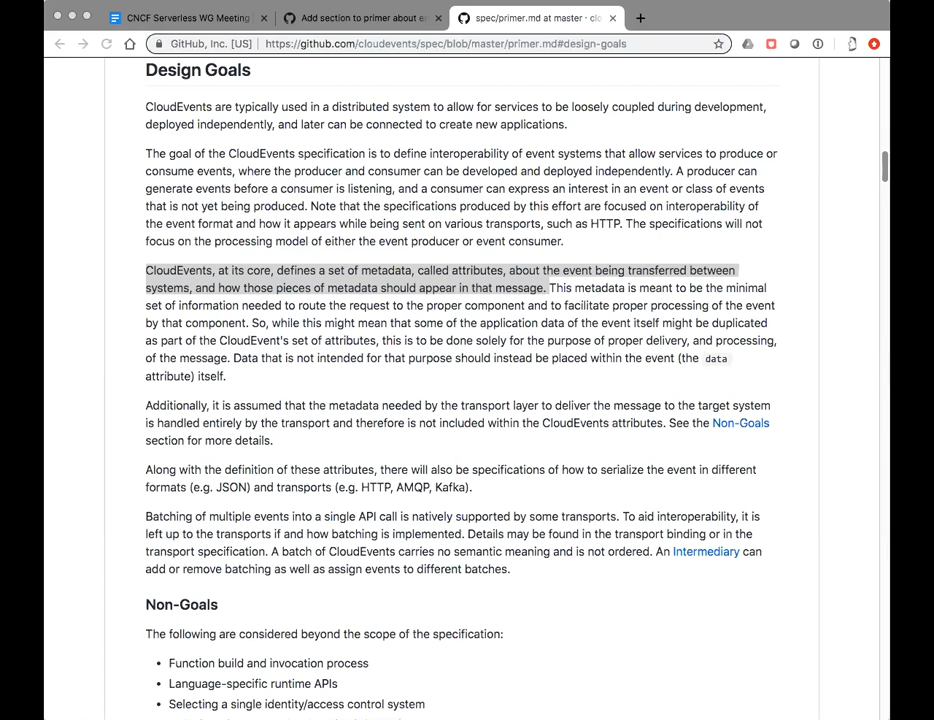 CNCF Serverless WG Meeting
Add section to primer about e
spec/primer.md at master · clo
GitHub, Inc. [US]
https://github.com/cloudevents/spec/blob/master/primer.md#design-goals
Design Goals
CloudEvents are typically used in a distributed system to allow for services to be loosely coupled during development,
deployed independently, and later can be connected to create new applications.
The goal of the CloudEvents specification is to define interoperability of event systems that allow services to produce or
consume events, where the producer and consumer can be developed and deployed independently. A producer can
generate events before a consumer is listening, and a consumer can express an interest in an event or class of events
that is not yet being produced. Note that the specifications produced by this effort are focused on interoperability of
the event format and how it appears while being sent on various transports, such as HTTP. The specifications will not
focus on the processing model of either the event producer or event consumer.
CloudEvents, at its core, defines a set of metadata, called attributes, about the event being transferred between
systems, and how those pieces of metadata should appear in that message. This metadata is meant to be the minimal
set of information needed to route the request to the proper component and to facilitate proper processing of the event
by that component. So, while this might mean that some of the application data of the event itself might be duplicated
as part of the CloudEvent's set of attributes, this is to be done solely for the purpose of proper delivery, and processing,
of the message. Data that is not intended for that purpose should instead be placed within the event (the data
attribute) itself.
Additionally, it is assumed that the metadata needed by the transport layer to deliver the message to the target system
is handled entirely by the transport and therefore is not included within the CloudEvents attributes. See the Non-Goals
section for more details.
Along with the definition of these attributes, there will also be specifications of how to serialize the event in different
formats (e.g. JSON) and transports (e.g. HTTP, AMQP, Kafka).
Batching of multiple events into a single API call is natively supported by some transports. To aid interoperability, it is
left up to the transports if and how batching is implemented. Details may be found in the transport binding or in the
transport specification. A batch of CloudEvents carries no semantic meaning and is not ordered. An Intermediary can
add or remove batching as well as assign events to different batches.
Non-Goals
The following are considered beyond the scope of the specification:
• Function build and invocation process
• Language-specific runtime APIs
• Selecting a single identity/access control system